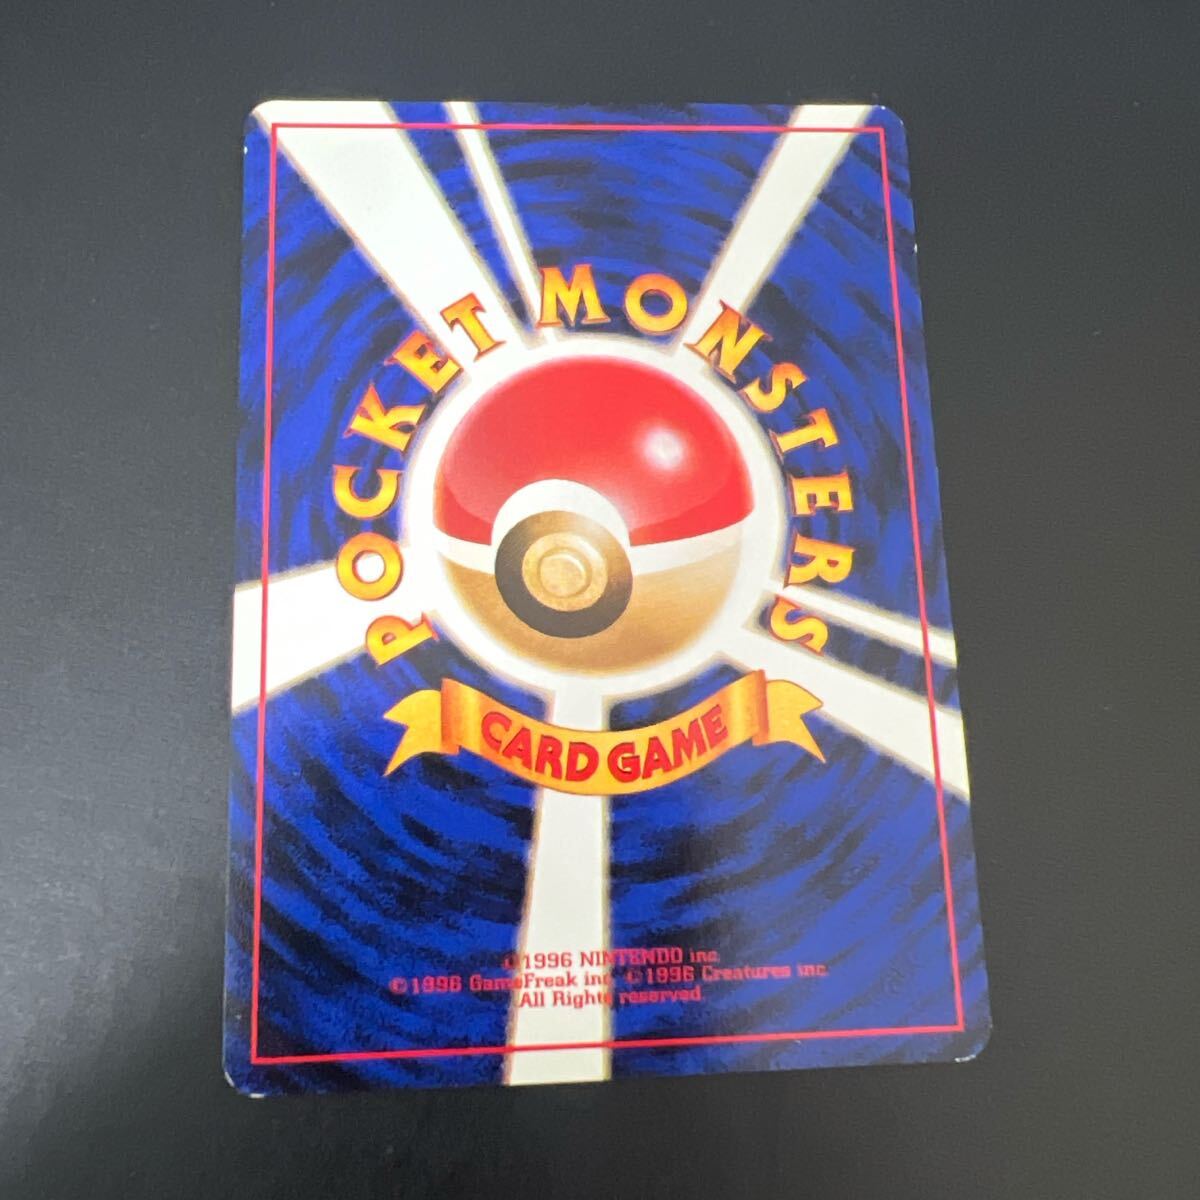 POCKET MONSTERS
CARD GAME
©1996 NINTENDO inc.
©1996 GameFreak inc. ©1996 Creatures inc.
All Rights reserved.